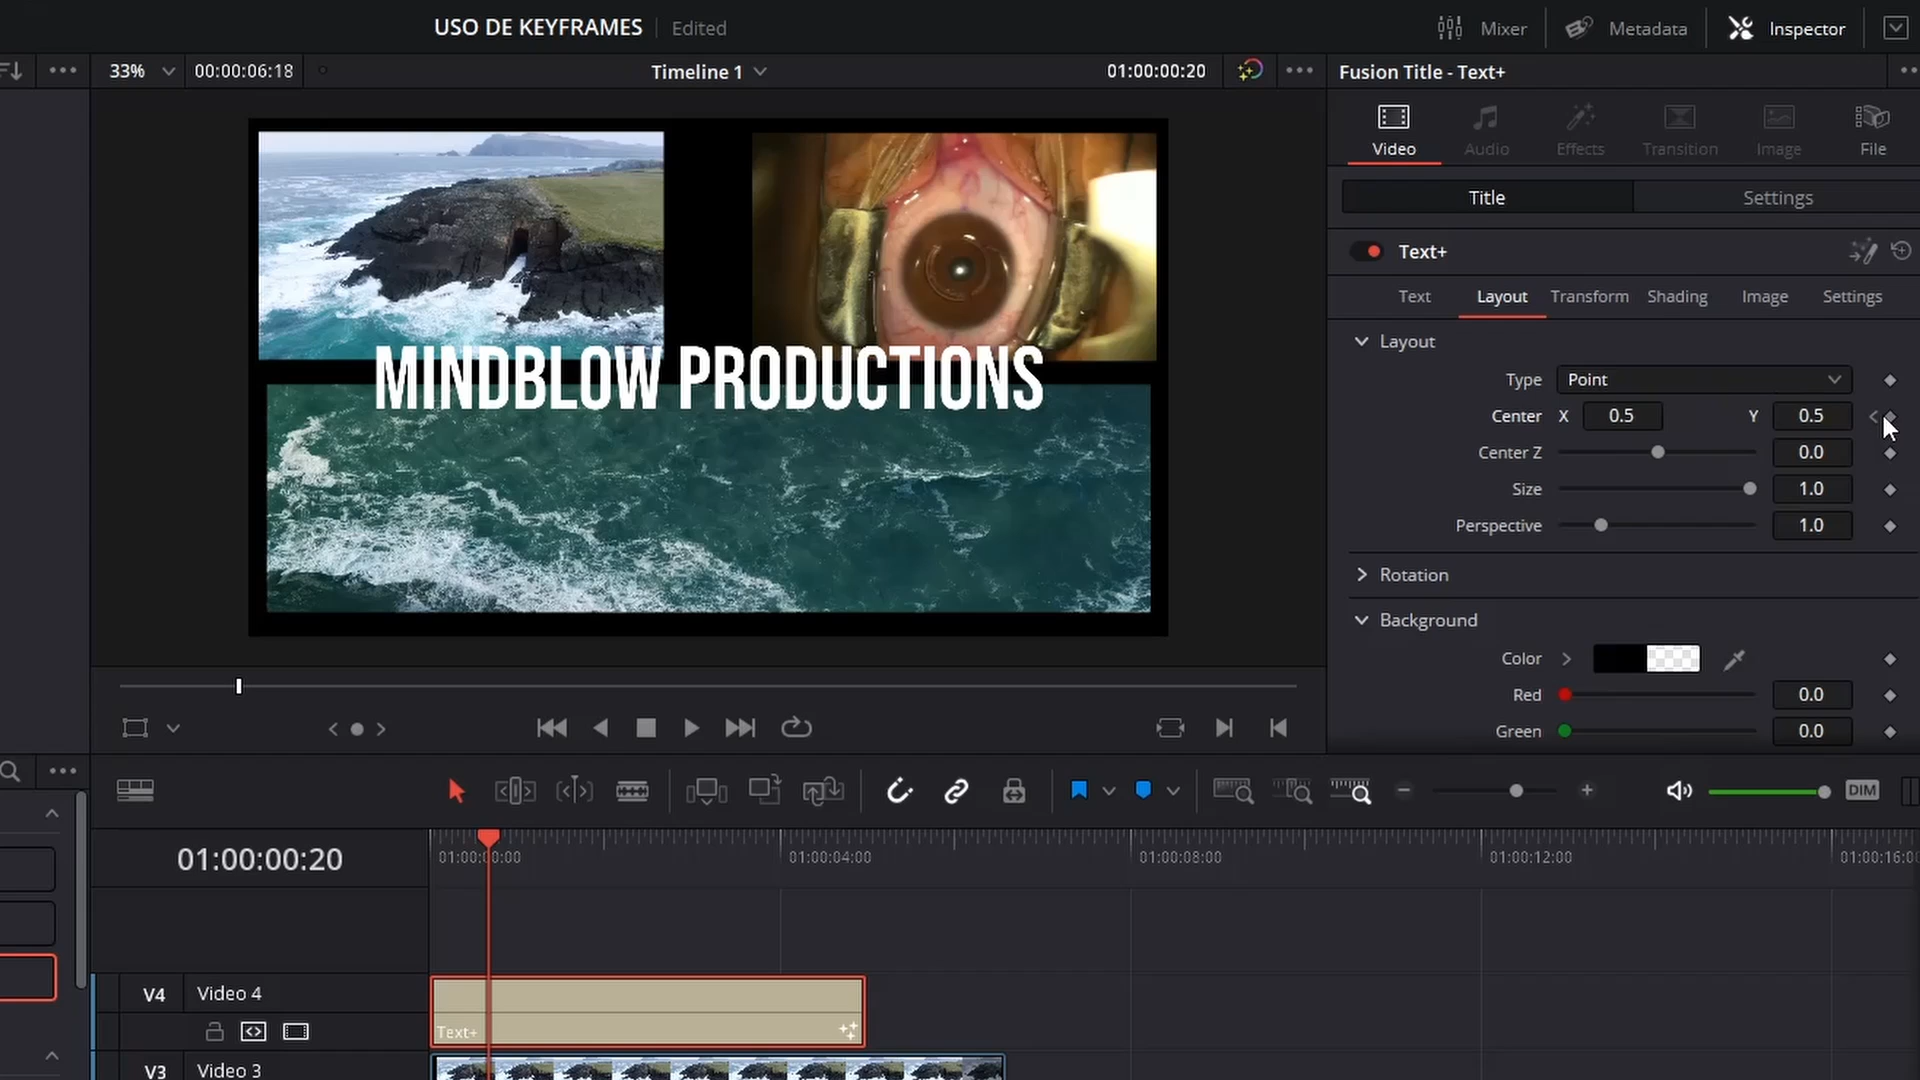 USO DE KEYFRAMES Edited Mixer Metadata Inspector
33% 00:00:06:18 Timeline 1 01:00:00:20 Fusion Title - Text+
Video Audio Effects Transition Image File
Title Settings
Text+
Text Layout Transform Shading Image Settings
Layout
Type Point
Center X 0.5 Y 0.5
Center Z 0.0
Size 1.0
Perspective 1.0
Rotation
Background
Color
Red 0.0
Green 0.0
MINDBLOW PRODUCTIONS
DIM
01:00:00:20 01:00:00:00 01:00:04:00 01:00:08:00 01:00:12:00
V4 Video 4
Text+
V3 Video 3